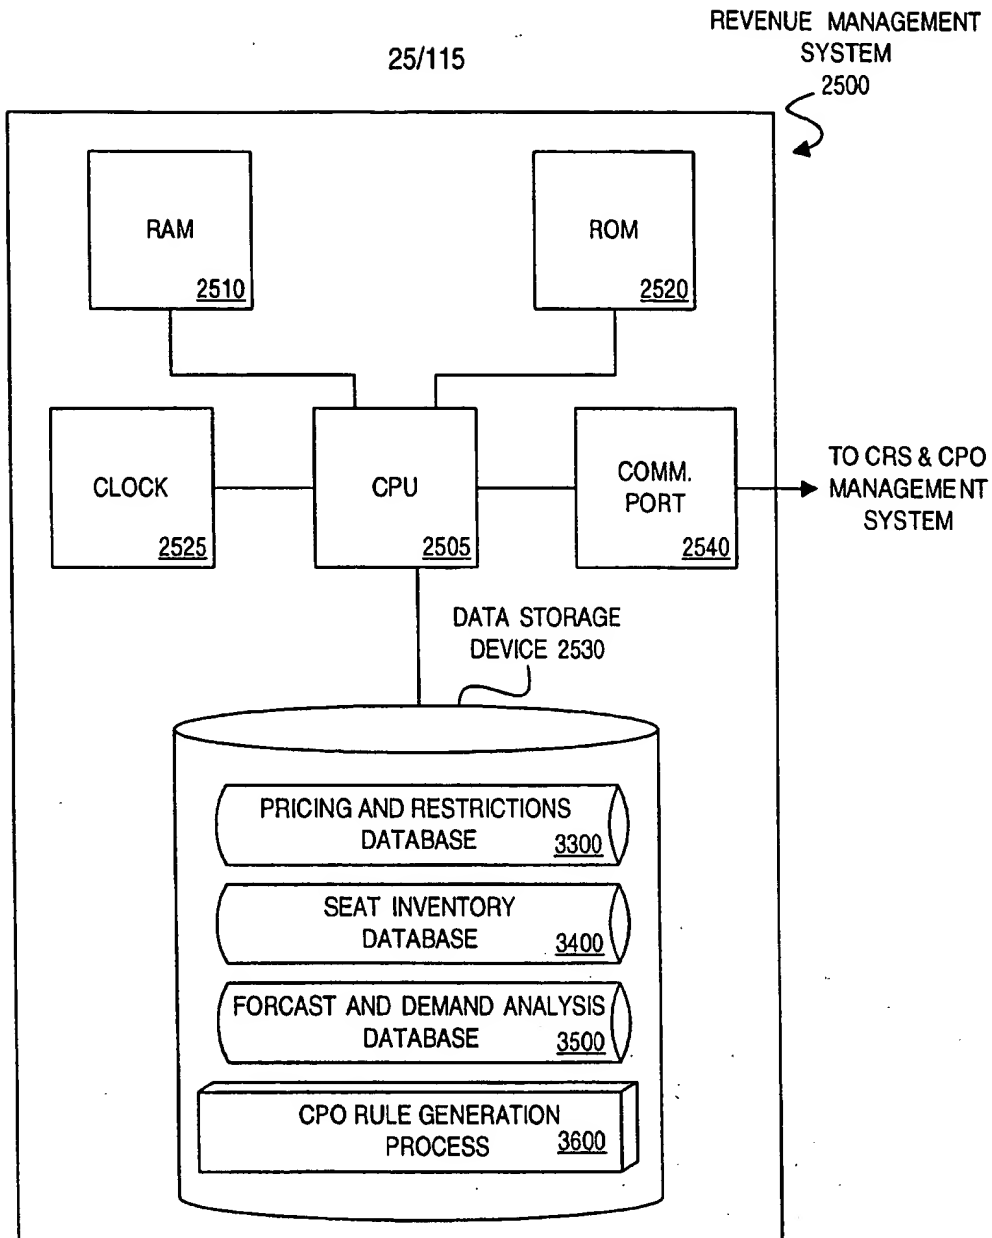 REVENUE MANAGEMENT
SYSTEM
2500
25/115
RAM
2510
ROM
2520
CLOCK
2525
CPU
2505
COMM.
PORT
2540
TO CRS & CPO
MANAGEMENT
SYSTEM
DATA STORAGE
DEVICE 2530
PRICING AND RESTRICTIONS
DATABASE 3300
SEAT INVENTORY
DATABASE 3400
FORCAST AND DEMAND ANALYSIS
DATABASE 3500
CPO RULE GENERATION
PROCESS 3600